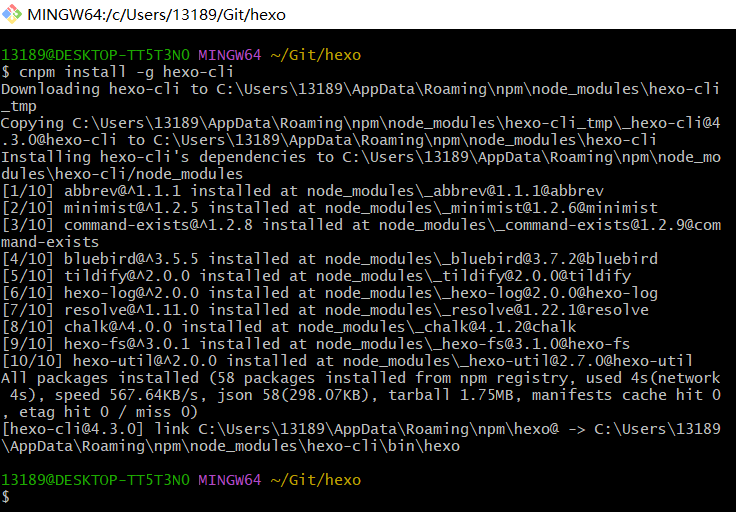 MINGW64:/c/Users/13189/Git/hexo
13189@DESKTOP-TT5T3N0 MINGW64 ~/Git/hexo
$ cnpm install -g hexo-cli
Downloading hexo-cli to C:\Users\13189\AppData\Roaming\npm\node_modules\hexo-cli
_tmp
Copying C:\Users\13189\AppData\Roaming\npm\node_modules\hexo-cli_tmp\_hexo-cli@4
.3.0@hexo-cli to C:\Users\13189\AppData\Roaming\npm\node_modules\hexo-cli
Installing hexo-cli's dependencies to C:\Users\13189\AppData\Roaming\npm\node_mo
dules\hexo-cli/node_modules
[1/10] abbrev@^1.1.1 installed at node_modules\_abbrev@1.1.1@abbrev
[2/10] minimist@^1.2.5 installed at node_modules\_minimist@1.2.6@minimist
[3/10] command-exists@^1.2.8 installed at node_modules\_command-exists@1.2.9@com
mand-exists
[4/10] bluebird@^3.5.5 installed at node_modules\_bluebird@3.7.2@bluebird
[5/10] tildify@^2.0.0 installed at node_modules\_tildify@2.0.0@tildify
[6/10] hexo-log@^2.0.0 installed at node_modules\_hexo-log@2.0.0@hexo-log
[7/10] resolve@^1.11.0 installed at node_modules\_resolve@1.22.1@resolve
[8/10] chalk@^4.0.0 installed at node_modules\_chalk@4.1.2@chalk
[9/10] hexo-fs@^3.0.1 installed at node_modules\_hexo-fs@3.1.0@hexo-fs
[10/10] hexo-util@^2.0.0 installed at node_modules\_hexo-util@2.7.0@hexo-util
All packages installed (58 packages installed from npm registry, used 4s(network
 4s), speed 567.64KB/s, json 58(298.07KB), tarball 1.75MB, manifests cache hit 0
, etag hit 0 / miss 0)
[hexo-cli@4.3.0] link C:\Users\13189\AppData\Roaming\npm\hexo@ -> C:\Users\13189
\AppData\Roaming\npm\node_modules\hexo-cli\bin\hexo
13189@DESKTOP-TT5T3N0 MINGW64 ~/Git/hexo
$